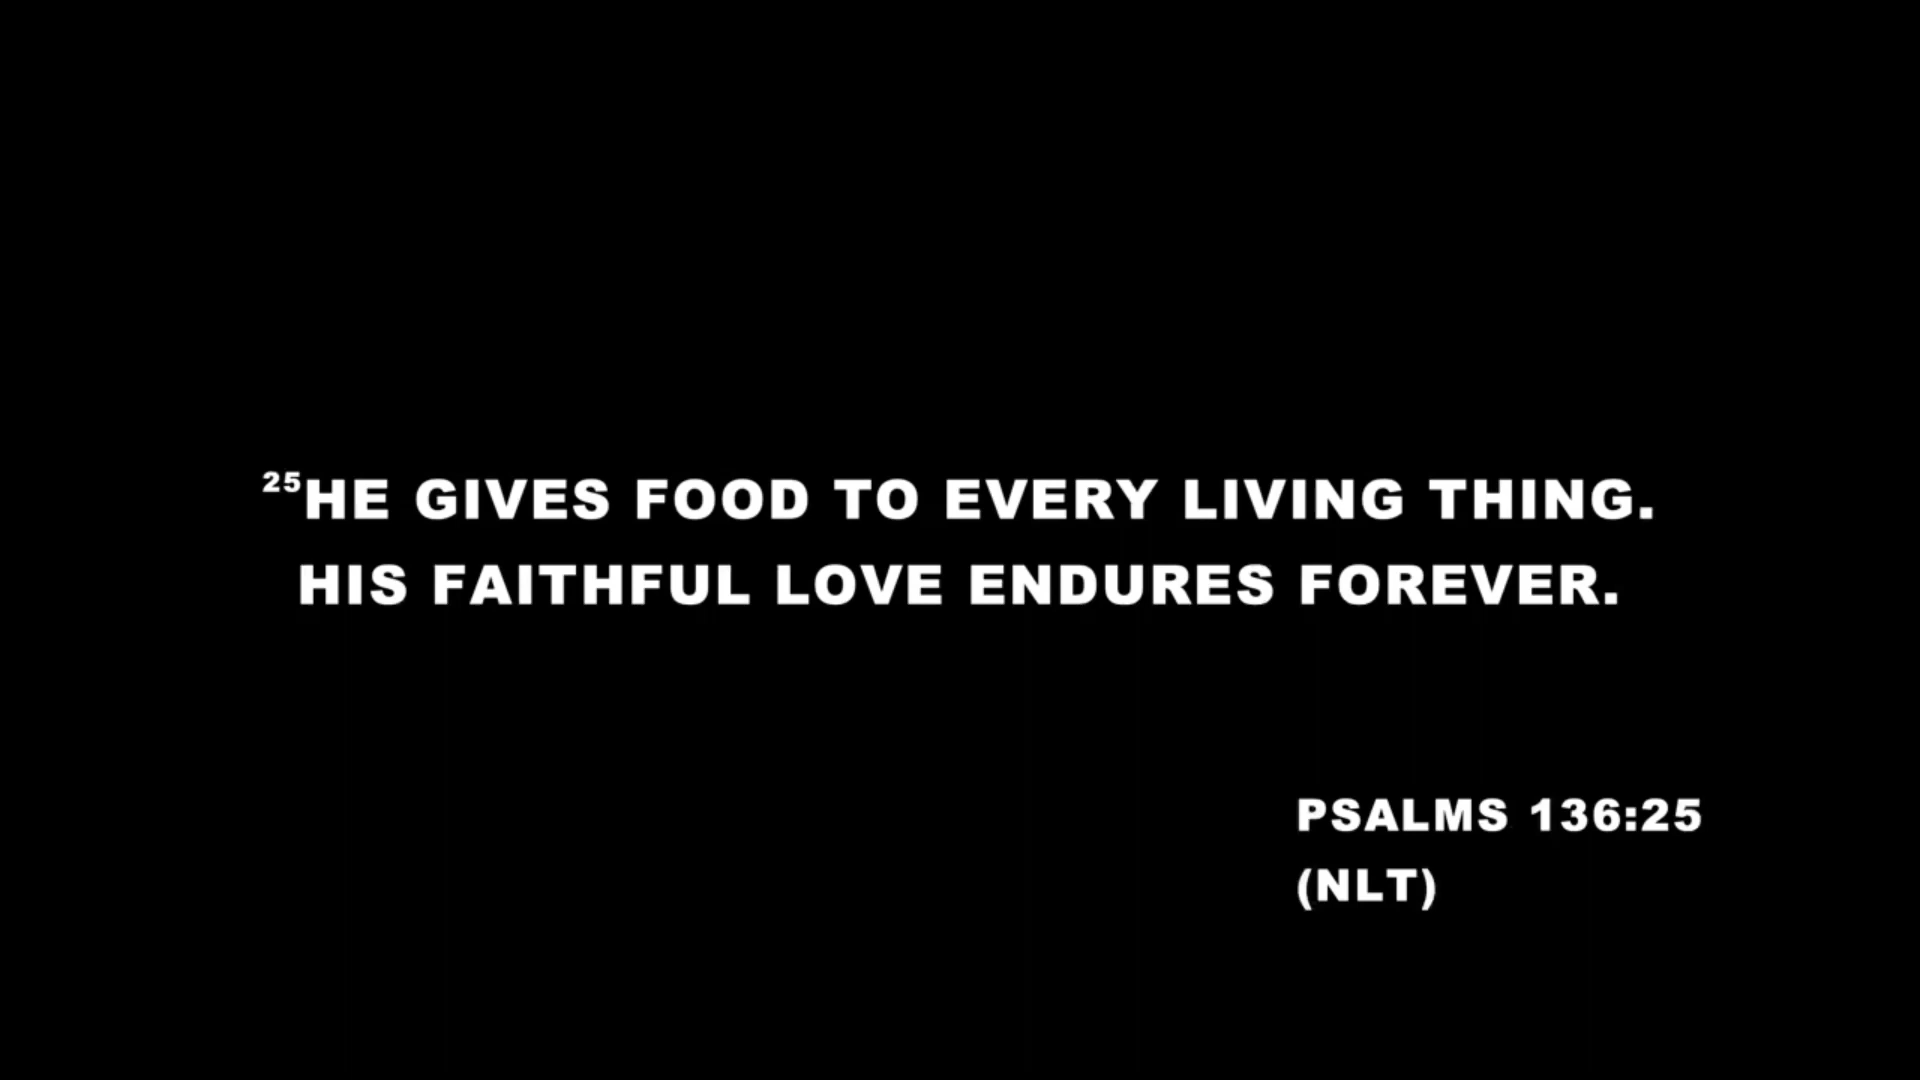 ²⁵HE GIVES FOOD TO EVERY LIVING THING.
HIS FAITHFUL LOVE ENDURES FOREVER.
PSALMS 136:25
(NLT)